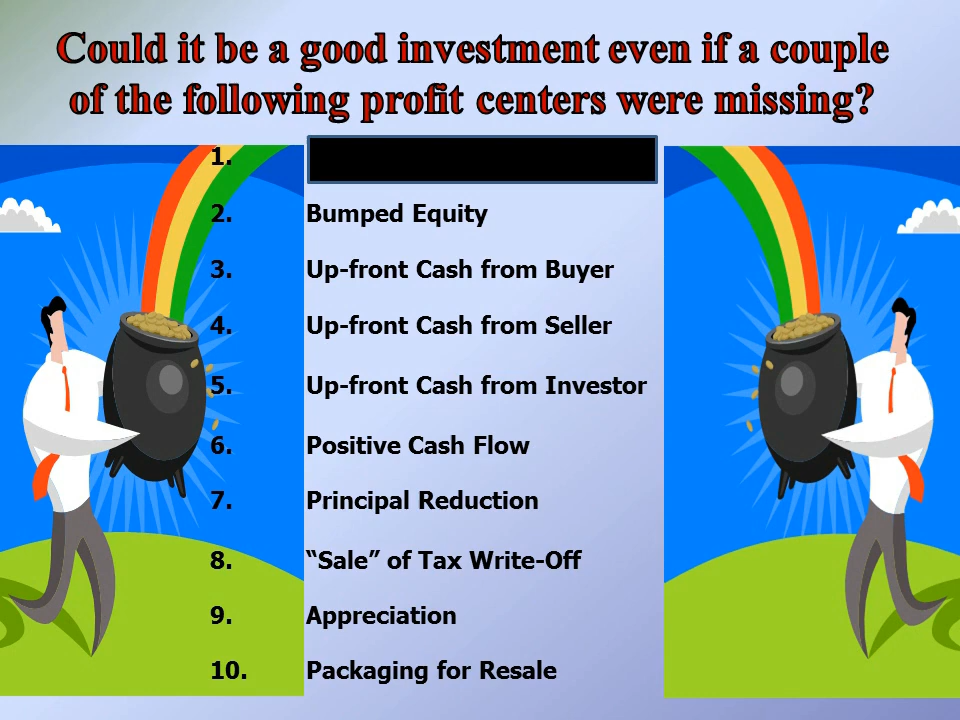 Could it be a good investment even if a couple
of the following profit centers were missing?
1.
2. Bumped Equity
3. Up-front Cash from Buyer
4. Up-front Cash from Seller
5. Up-front Cash from Investor
6. Positive Cash Flow
7. Principal Reduction
8. “Sale” of Tax Write-Off
9. Appreciation
10. Packaging for Resale